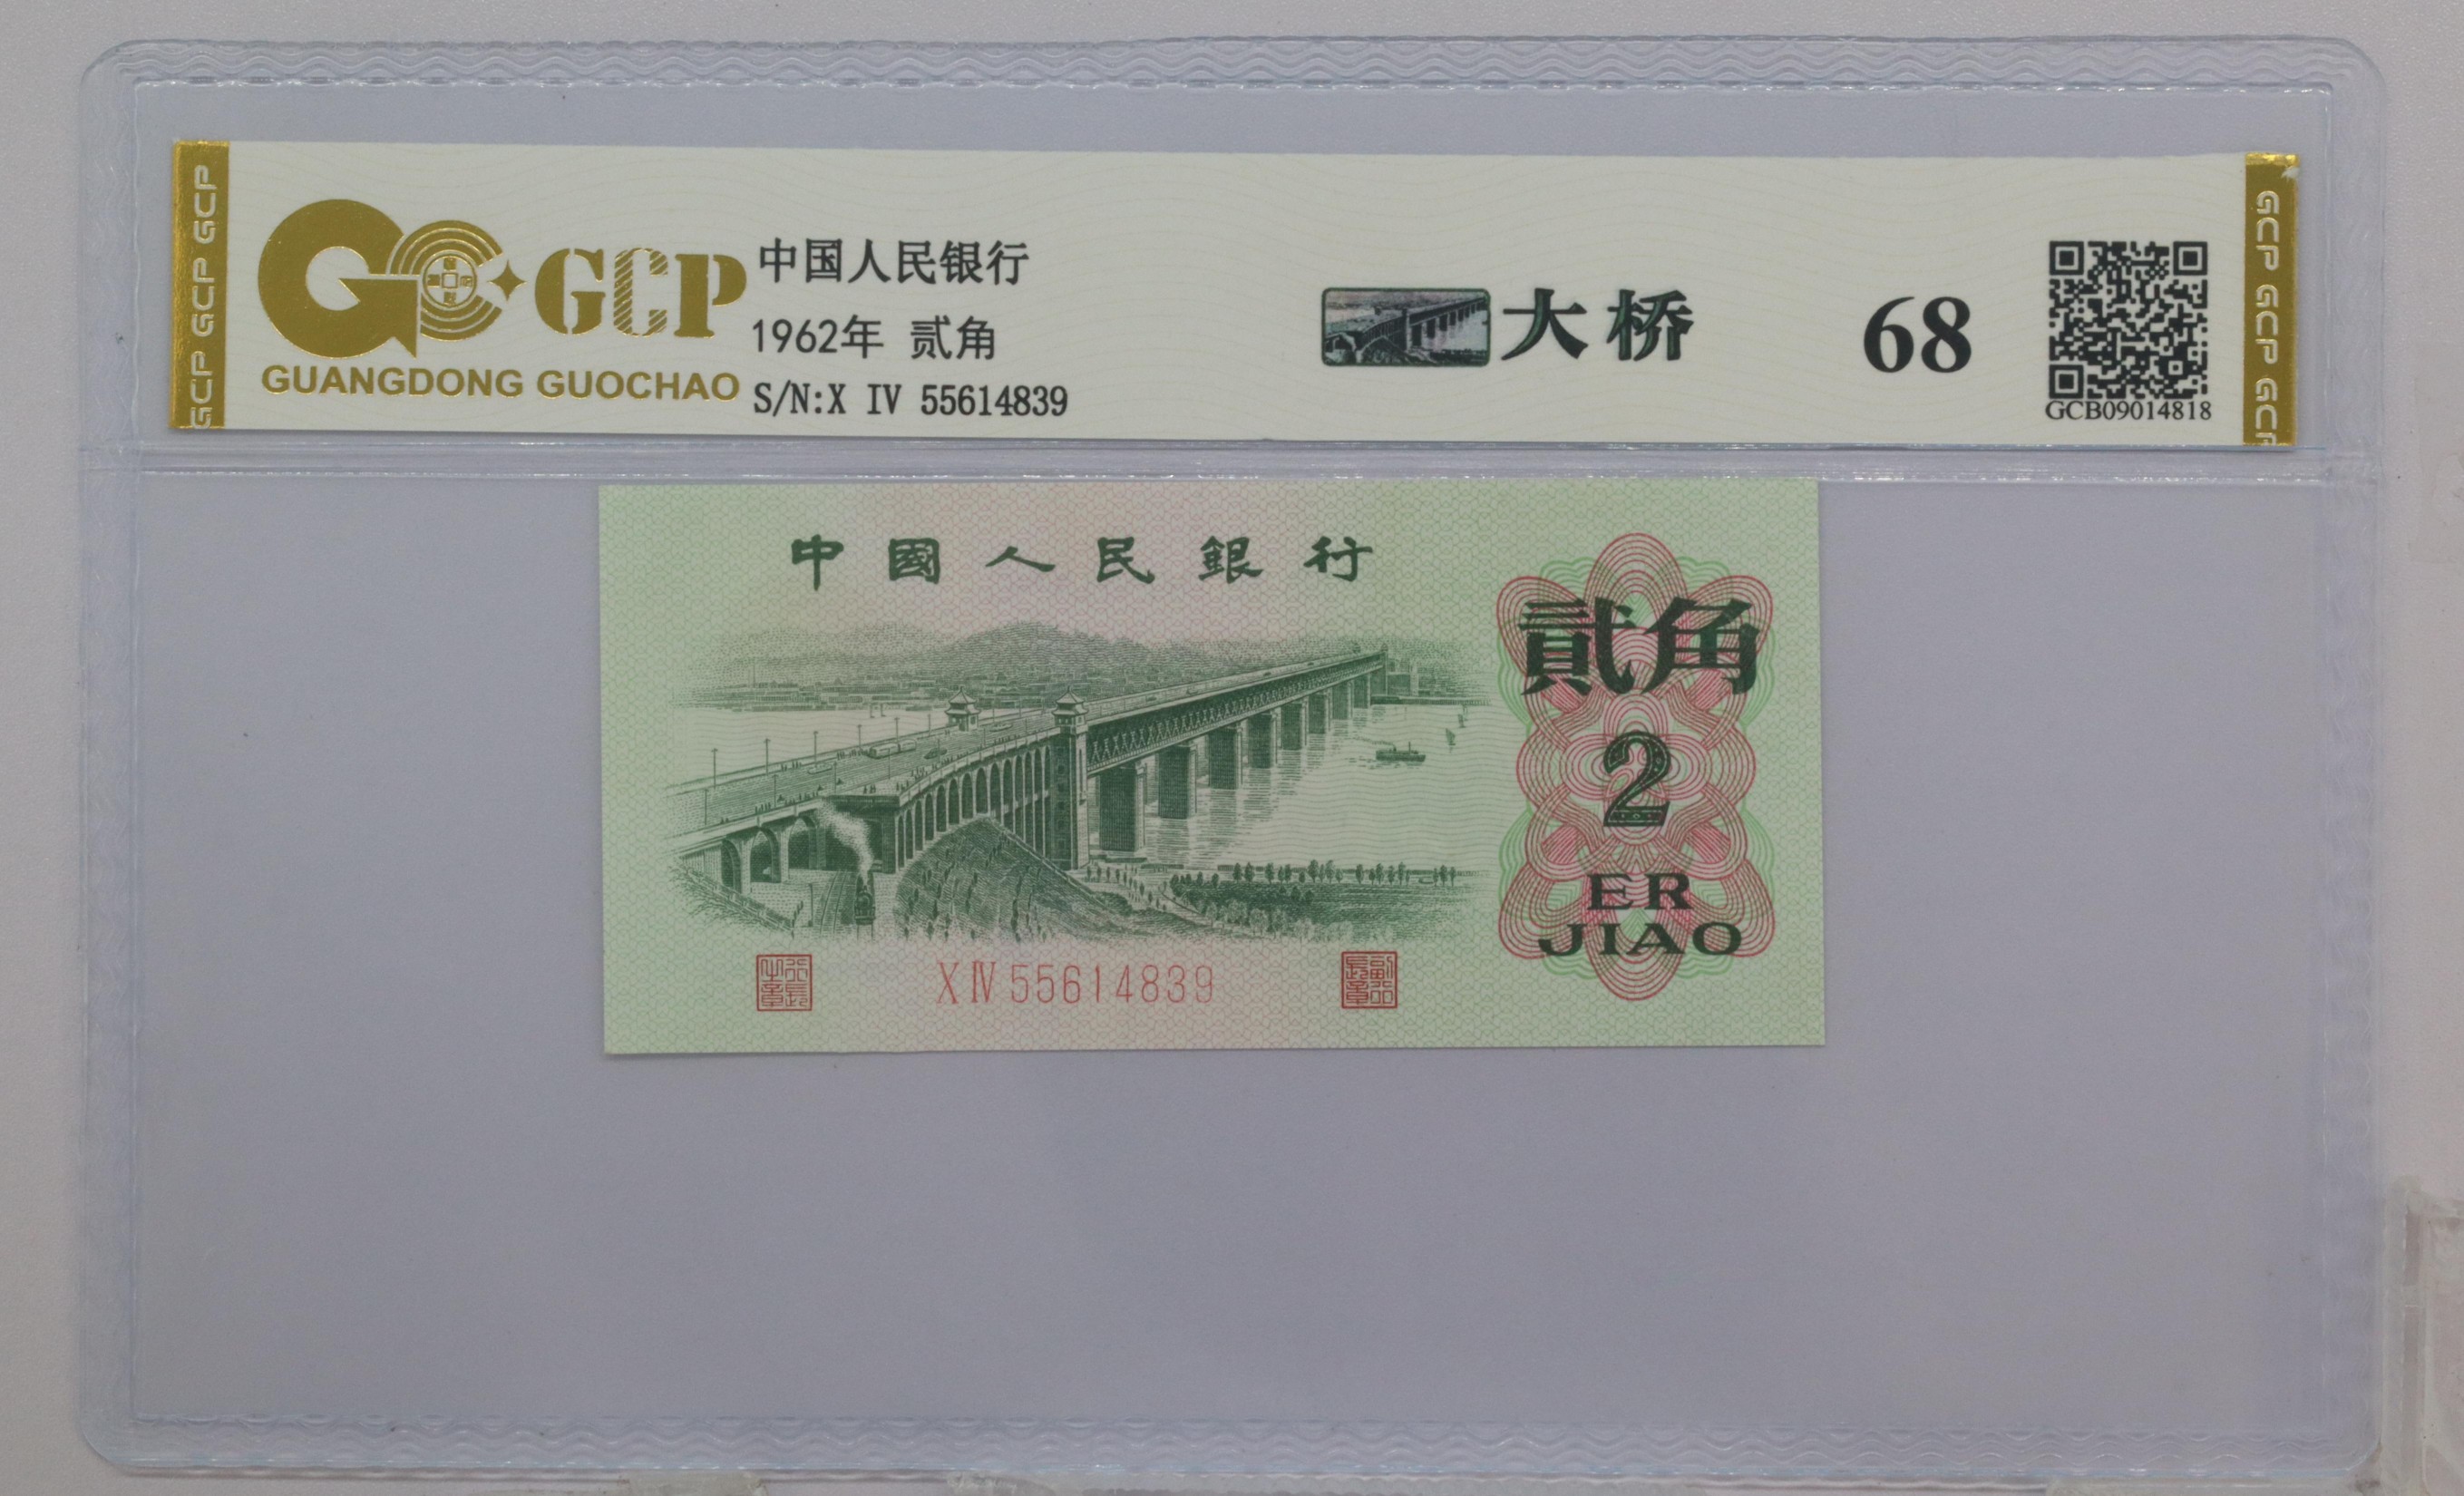 GCP GCP GCP
GCP
GUANGDONG GUOCHAO
中国人民银行
1962年 贰角
S/N:X IV 55614839
大桥
68
GCB09014818
GCP GCP GCP
中國人民銀行
貳角
2
ER
JIAO
X IV 55614839